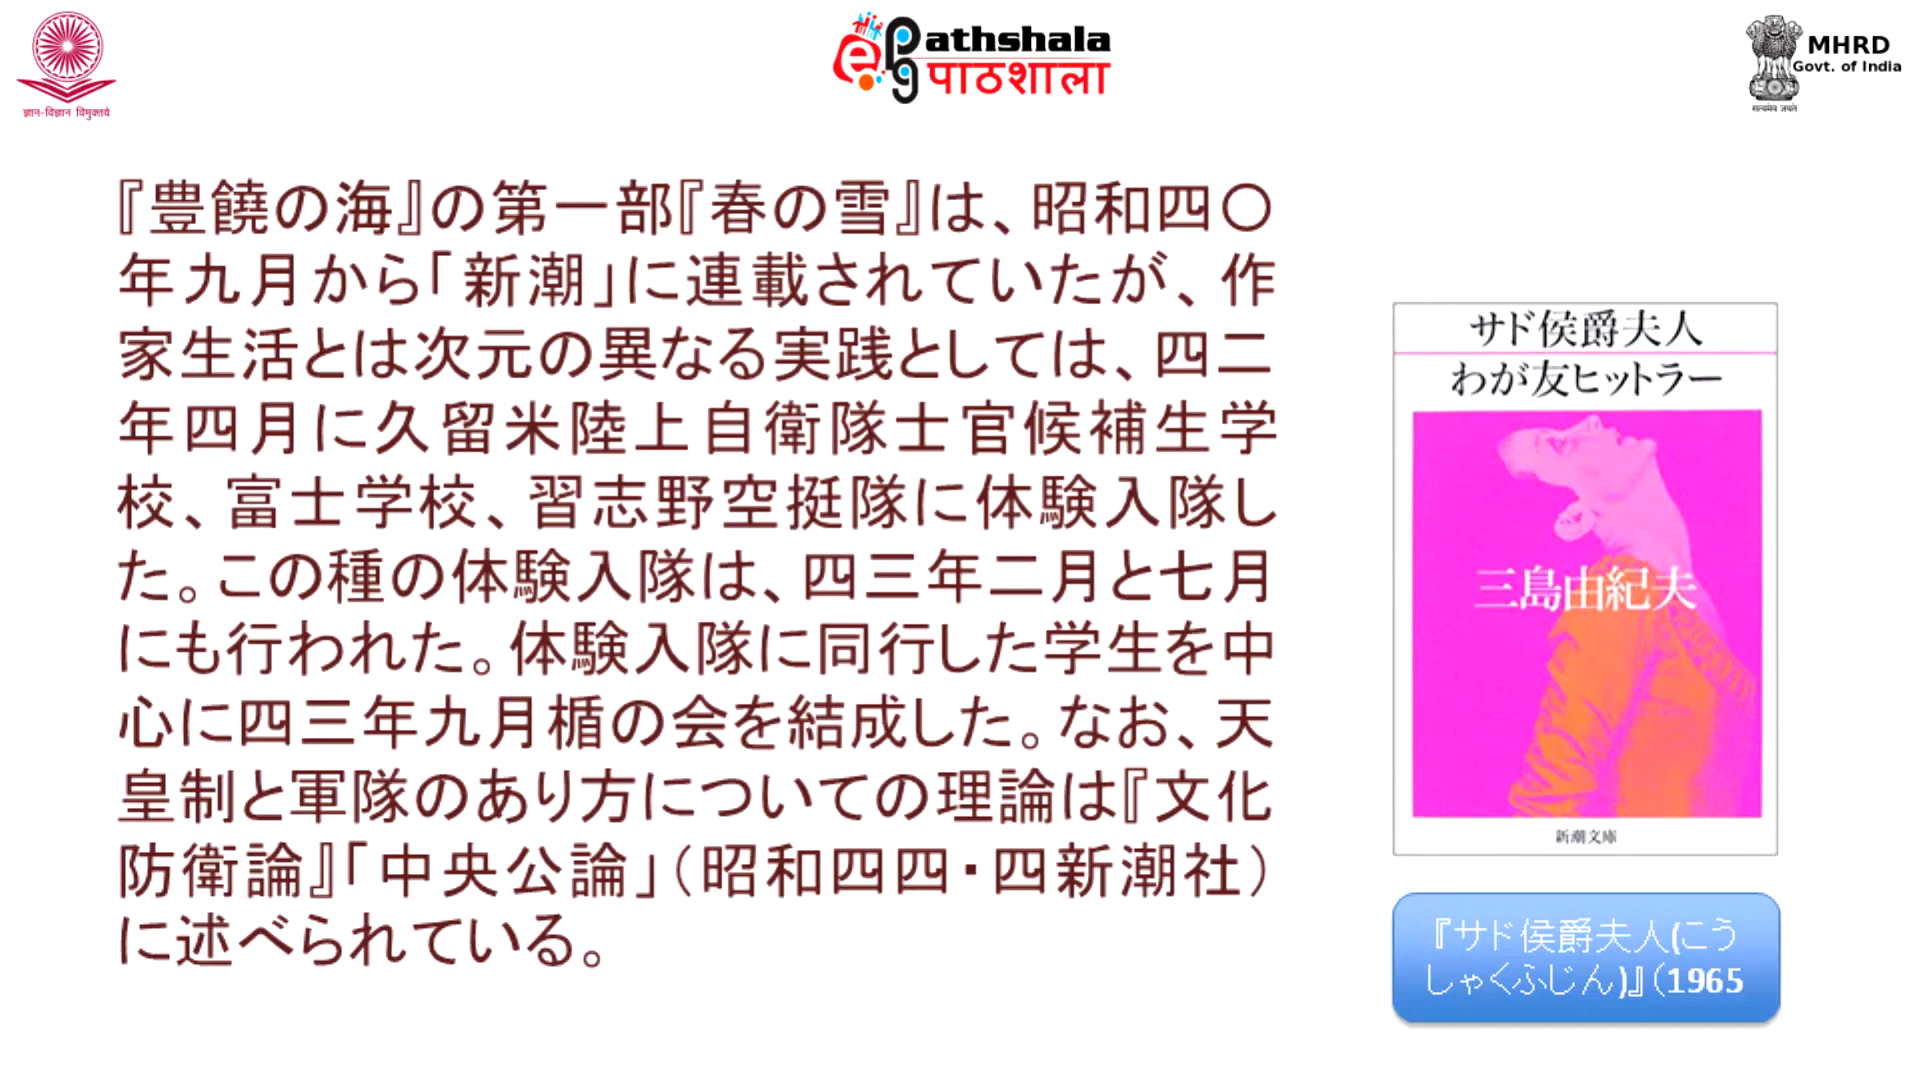 ज्ञान-विज्ञान विमुक्तये
ePathshala
पाठशाला
MHRD
Govt. of India
सत्यमेव जयते
『豊饒の海』の第一部『春の雪』は、昭和四〇
年九月から「新潮」に連載されていたが、作
家生活とは次元の異なる実践としては、四二
年四月に久留米陸上自衛隊士官候補生学
校、富士学校、習志野空挺隊に体験入隊し
た。この種の体験入隊は、四三年二月と七月
にも行われた。体験入隊に同行した学生を中
心に四三年九月楯の会を結成した。なお、天
皇制と軍隊のあり方についての理論は『文化
防衛論』「中央公論」(昭和四四・四新潮社)
に述べられている。
サド侯爵夫人
わが友ヒットラー
三島由紀夫
新潮文庫
『サド侯爵夫人(こう
しゃくふじん)』(1965